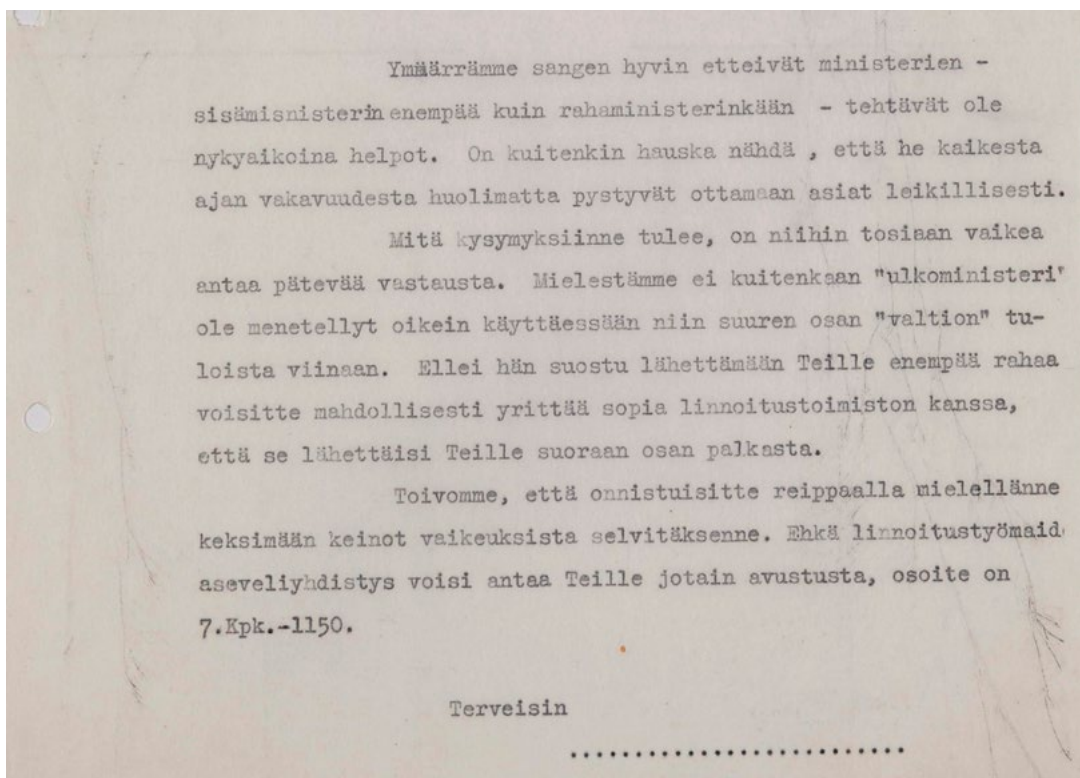 Ymäärrämme sangen hyvin etteivät ministerien -
sisämisnisterin enempää kuin rahaministerinkään - tehtävät ole
nykyaikoina helpot. On kuitenkin hauska nähdä , että he kaikesta
ajan vakavuudesta huolimatta pystyvät ottamaan asiat leikillisesti.
Mitä kysymyksiinne tulee, on niihin tosiaan vaikea
antaa pätevää vastausta. Mielestämme ei kuitenkaan "ulkoministeri"
ole menetellyt oikein käyttäessään niin suuren osan "valtion" tu-
loista viinaan. Ellei hän suostu lähettämään Teille enempää rahaa
voisitte mahdollisesti yrittää sopia linnoitustoimiston kanssa,
että se lähettäisi Teille suoraan osan palkasta.
Toivomme, että onnistuisitte reippaalla mielellänne
keksimään keinot vaikeuksista selvitäksenne. Ehkä linnoitustyömaid
aseveliyhdistys voisi antaa Teille jotain avustusta, osoite on
7.Kpk.-1150.
Terveisin
...........................